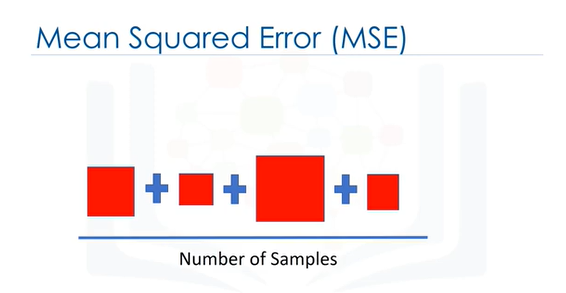 Mean Squared Error (MSE)
Number of Samples